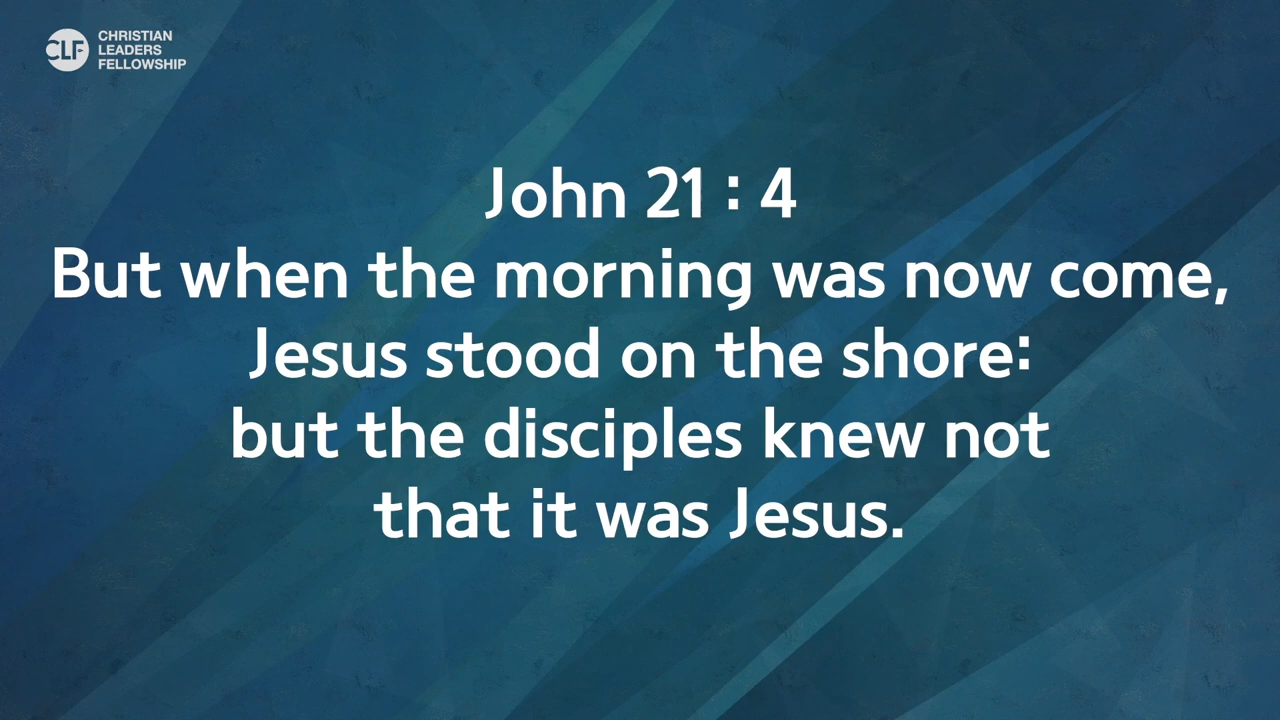 CLF
CHRISTIAN
LEADERS
FELLOWSHIP
John 21 : 4
But when the morning was now come,
Jesus stood on the shore:
but the disciples knew not
that it was Jesus.